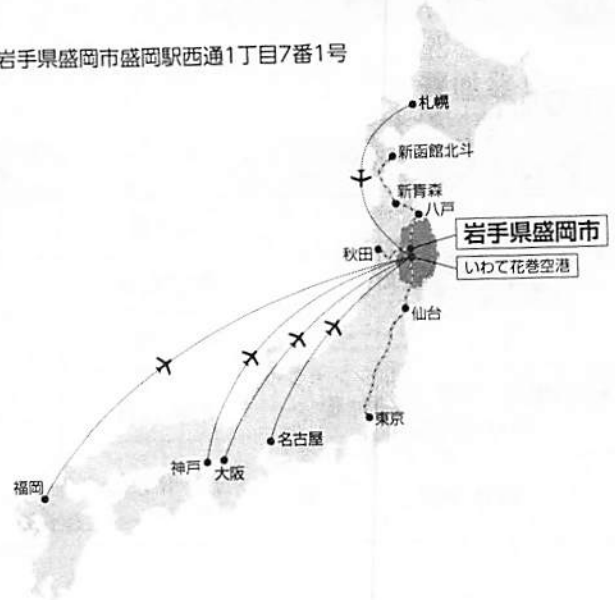 岩手県盛岡市盛岡駅西通1丁目7番1号
札幌
新函館北斗
新青森
八戸
岩手県盛岡市
秋田
いわて花巻空港
仙台
東京
名古屋
神戸
大阪
福岡